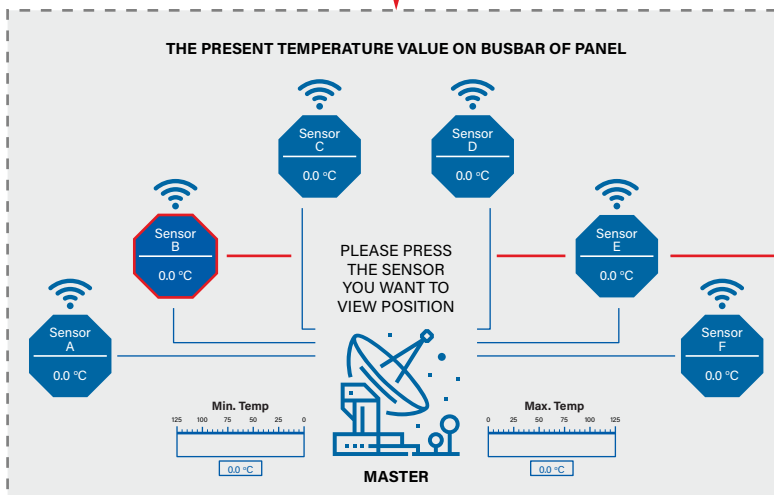 THE PRESENT TEMPERATURE VALUE ON BUSBAR OF PANEL
Sensor
C
0.0 °C
Sensor
D
0.0 °C
Sensor
B
0.0 °C
Sensor
E
0.0 °C
PLEASE PRESS
THE SENSOR
YOU WANT TO
VIEW POSITION
Sensor
A
0.0 °C
Sensor
F
0.0 °C
Min. Temp
125 100 75 50 25 0
0.0 °C
Max. Temp
0 25 50 75 100 125
0.0 °C
MASTER